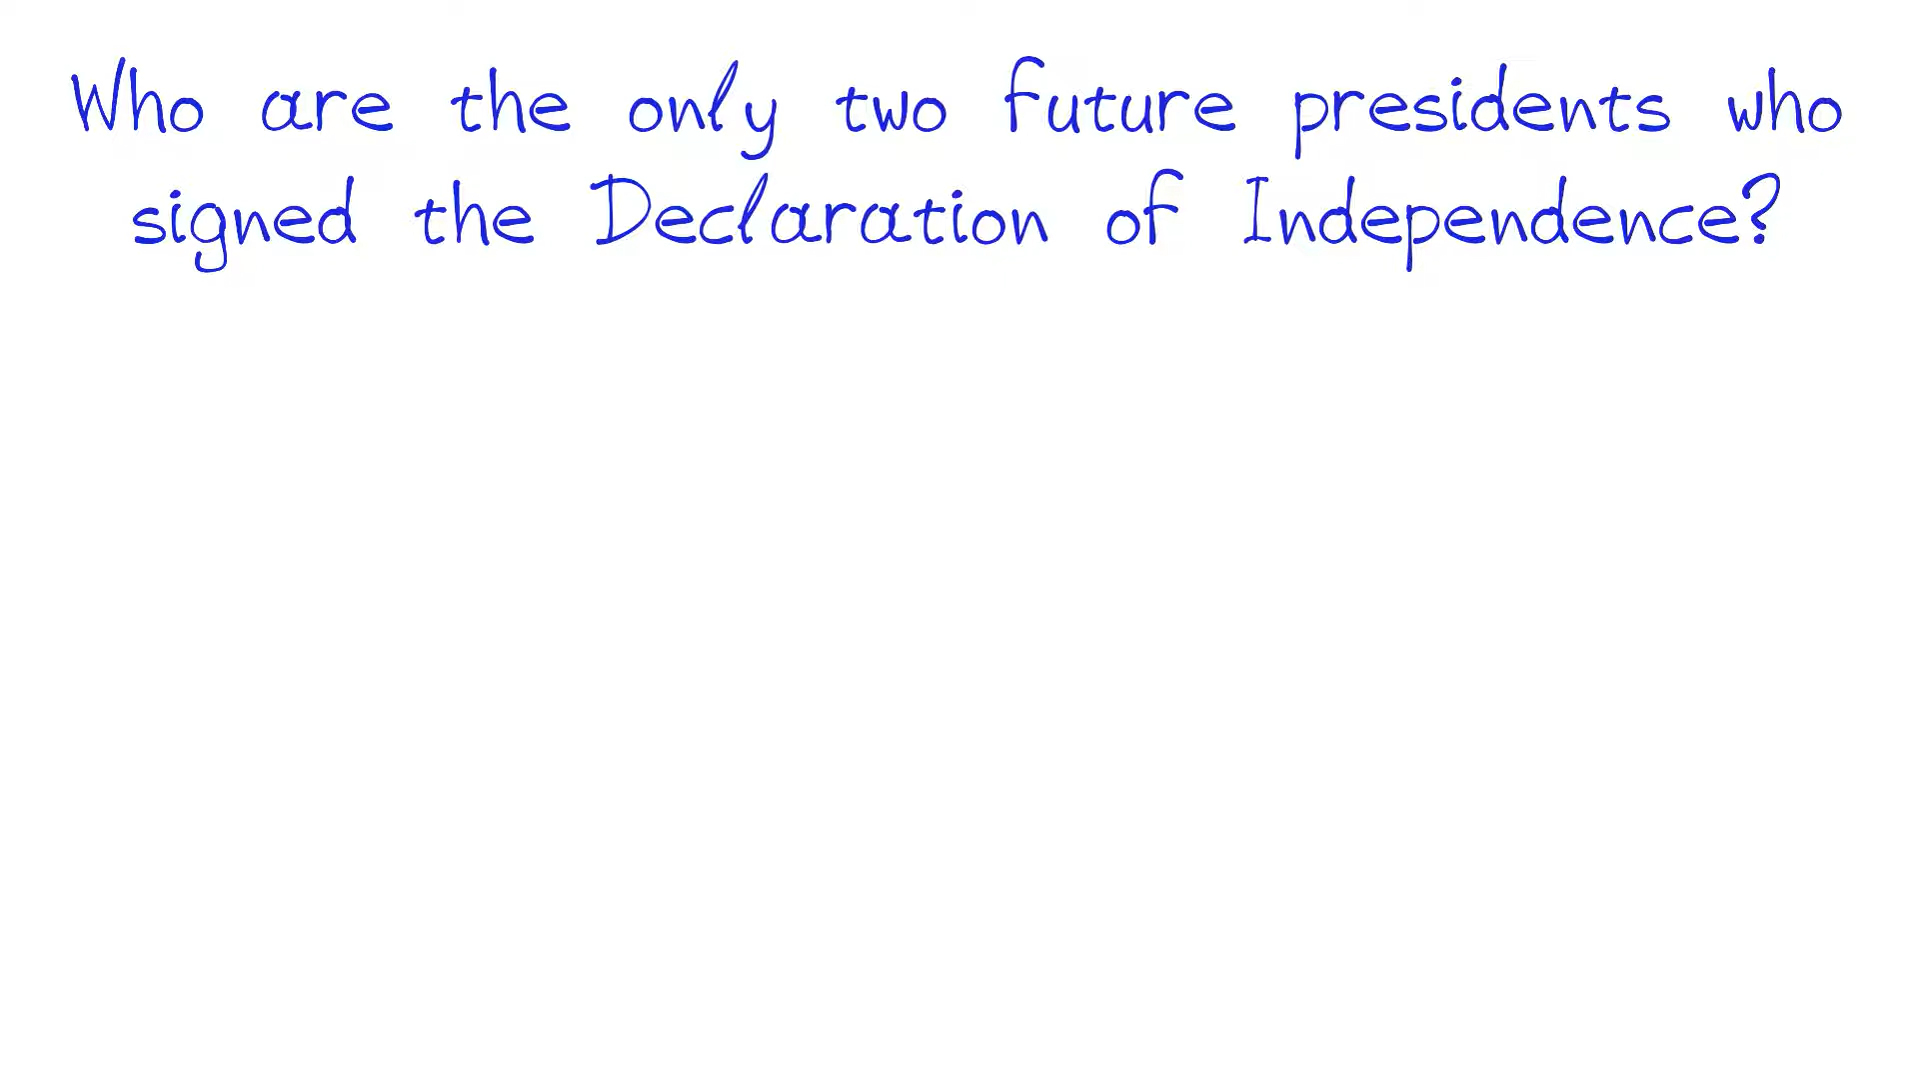 Who are the only two future presidents who
signed the Declaration of Independence?